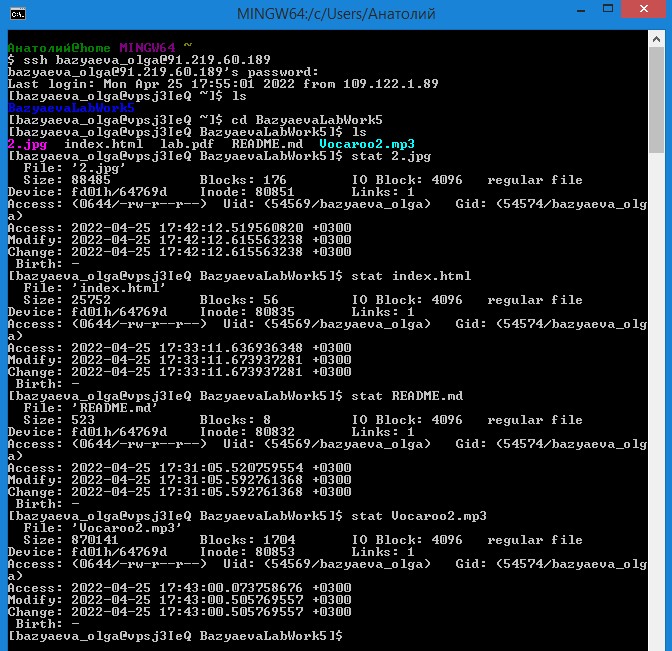 MINGW64:/c/Users/Анатолий
Анатолий@home MINGW64 ~
$ ssh bazyaeva_olga@91.219.60.189
bazyaeva_olga@91.219.60.189's password:
Last login: Mon Apr 25 17:55:01 2022 from 109.122.1.89
[bazyaeva_olga@vpsj3IeQ ~]$ ls
BazyaevaLabWork5
[bazyaeva_olga@vpsj3IeQ ~]$ cd BazyaevaLabWork5
[bazyaeva_olga@vpsj3IeQ BazyaevaLabWork5]$ ls
2.jpg  index.html  lab.pdf  README.md  Vocaroo2.mp3
[bazyaeva_olga@vpsj3IeQ BazyaevaLabWork5]$ stat 2.jpg
  File: '2.jpg'
  Size: 88485           Blocks: 176        IO Block: 4096   regular file
Device: fd01h/64769d    Inode: 80851       Links: 1
Access: (0644/-rw-r--r--)  Uid: (54569/bazyaeva_olga)   Gid: (54574/bazyaeva_olg
a)
Access: 2022-04-25 17:42:12.519560820 +0300
Modify: 2022-04-25 17:42:12.615563238 +0300
Change: 2022-04-25 17:42:12.615563238 +0300
 Birth: -
[bazyaeva_olga@vpsj3IeQ BazyaevaLabWork5]$ stat index.html
  File: 'index.html'
  Size: 25752           Blocks: 56         IO Block: 4096   regular file
Device: fd01h/64769d    Inode: 80835       Links: 1
Access: (0644/-rw-r--r--)  Uid: (54569/bazyaeva_olga)   Gid: (54574/bazyaeva_olg
a)
Access: 2022-04-25 17:33:11.636936348 +0300
Modify: 2022-04-25 17:33:11.673937281 +0300
Change: 2022-04-25 17:33:11.673937281 +0300
 Birth: -
[bazyaeva_olga@vpsj3IeQ BazyaevaLabWork5]$ stat README.md
  File: 'README.md'
  Size: 523             Blocks: 8          IO Block: 4096   regular file
Device: fd01h/64769d    Inode: 80832       Links: 1
Access: (0644/-rw-r--r--)  Uid: (54569/bazyaeva_olga)   Gid: (54574/bazyaeva_olg
a)
Access: 2022-04-25 17:31:05.520759554 +0300
Modify: 2022-04-25 17:31:05.592761368 +0300
Change: 2022-04-25 17:31:05.592761368 +0300
 Birth: -
[bazyaeva_olga@vpsj3IeQ BazyaevaLabWork5]$ stat Vocaroo2.mp3
  File: 'Vocaroo2.mp3'
  Size: 870141          Blocks: 1704       IO Block: 4096   regular file
Device: fd01h/64769d    Inode: 80853       Links: 1
Access: (0644/-rw-r--r--)  Uid: (54569/bazyaeva_olga)   Gid: (54574/bazyaeva_olg
a)
Access: 2022-04-25 17:43:00.073758676 +0300
Modify: 2022-04-25 17:43:00.505769557 +0300
Change: 2022-04-25 17:43:00.505769557 +0300
 Birth: -
[bazyaeva_olga@vpsj3IeQ BazyaevaLabWork5]$